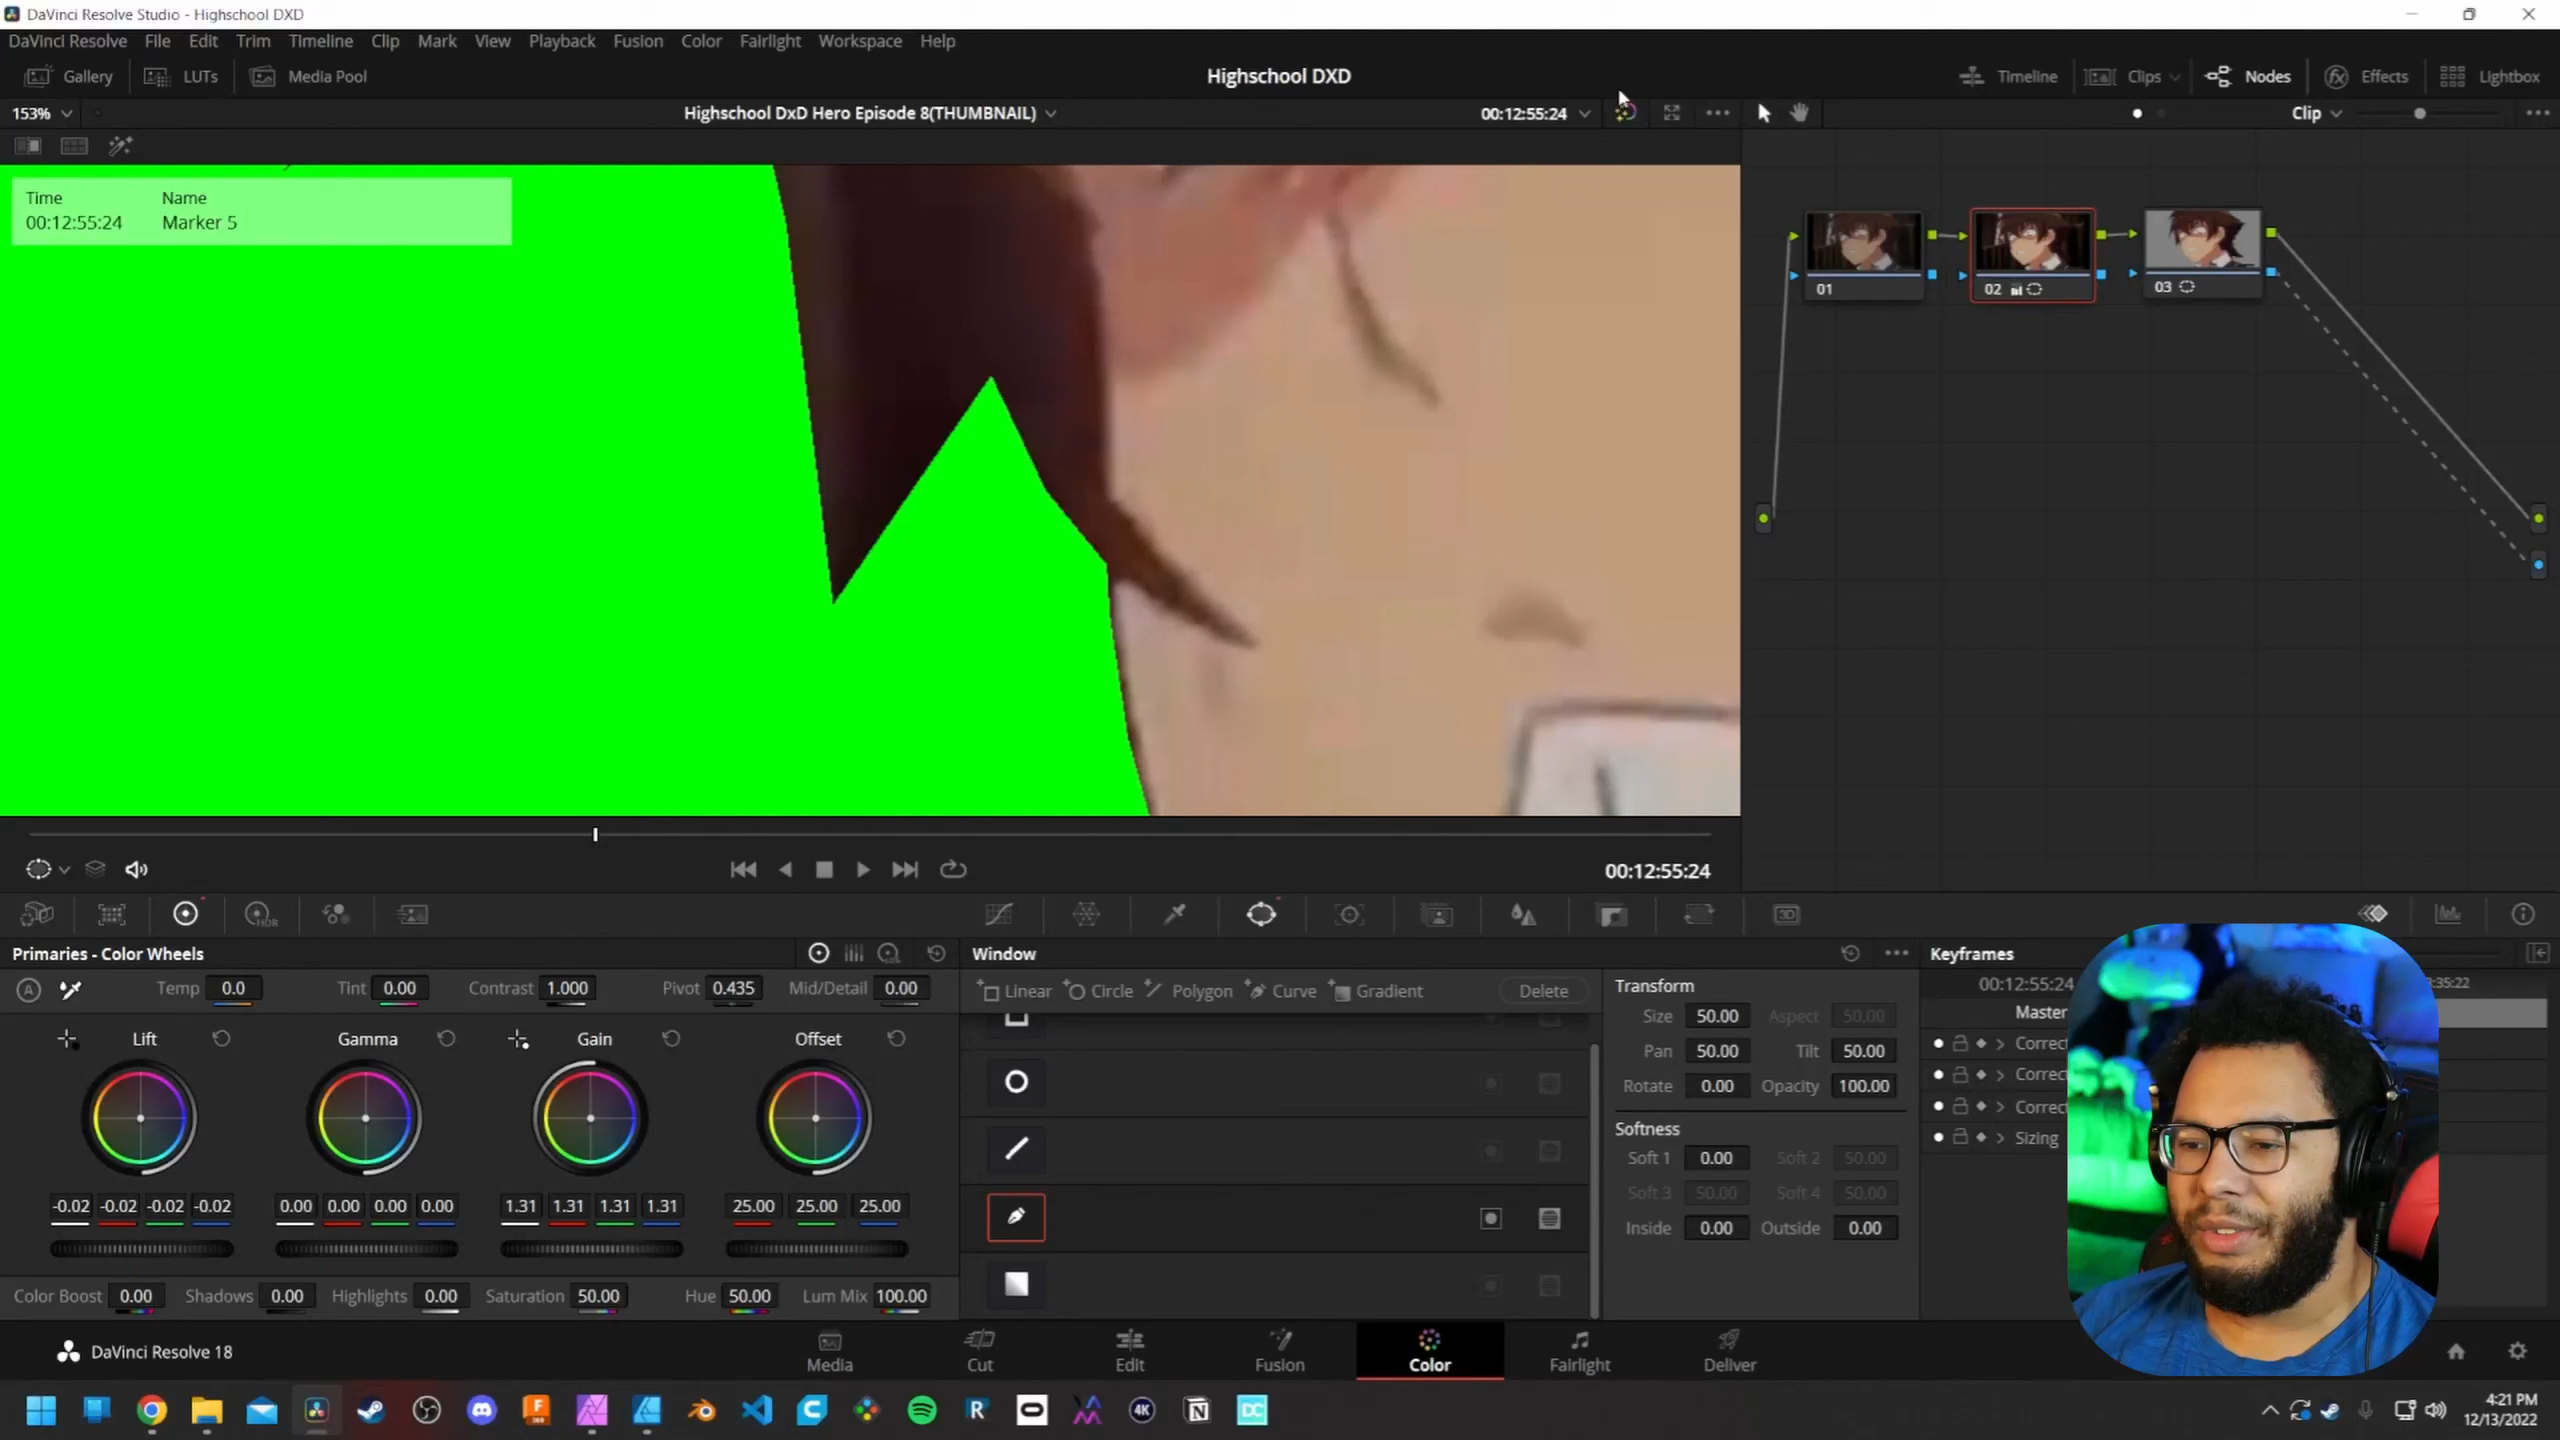 DaVinci Resolve Studio - Highschool DXD
DaVinci Resolve File Edit Trim Timeline Clip Mark View Playback Fusion Color Fairlight Workspace Help
Gallery LUTs Media Pool Highschool DXD Timeline Clips Nodes Effects Lightbox
153% Highschool DxD Hero Episode 8(THUMBNAIL) 00:12:55:24 Clip
Time Name
00:12:55:24 Marker 5
01 02 03
00:12:55:24
HDR 3D
Primaries - Color Wheels Window Keyframes
A Temp 0.0 Tint 0.00 Contrast 1.000 Pivot 0.435 Mid/Detail 0.00
Linear Circle Polygon Curve Gradient Delete
Transform
Size 50.00 Aspect 50.00
Pan 50.00 Tilt 50.00
Rotate 0.00 Opacity 100.00
Softness
Soft 1 0.00 Soft 2 50.00
Soft 3 50.00 Soft 4 50.00
Inside 0.00 Outside 0.00
00:12:55:24 :35:22
Master
Correc
Correc
Correc
Sizing
Lift Gamma Gain Offset
-0.02 -0.02 -0.02 -0.02 0.00 0.00 0.00 0.00 1.31 1.31 1.31 1.31 25.00 25.00 25.00
Color Boost 0.00 Shadows 0.00 Highlights 0.00 Saturation 50.00 Hue 50.00 Lum Mix 100.00
DaVinci Resolve 18 Media Cut Edit Fusion Color Fairlight Deliver
4K DC
4:21 PM
12/13/2022